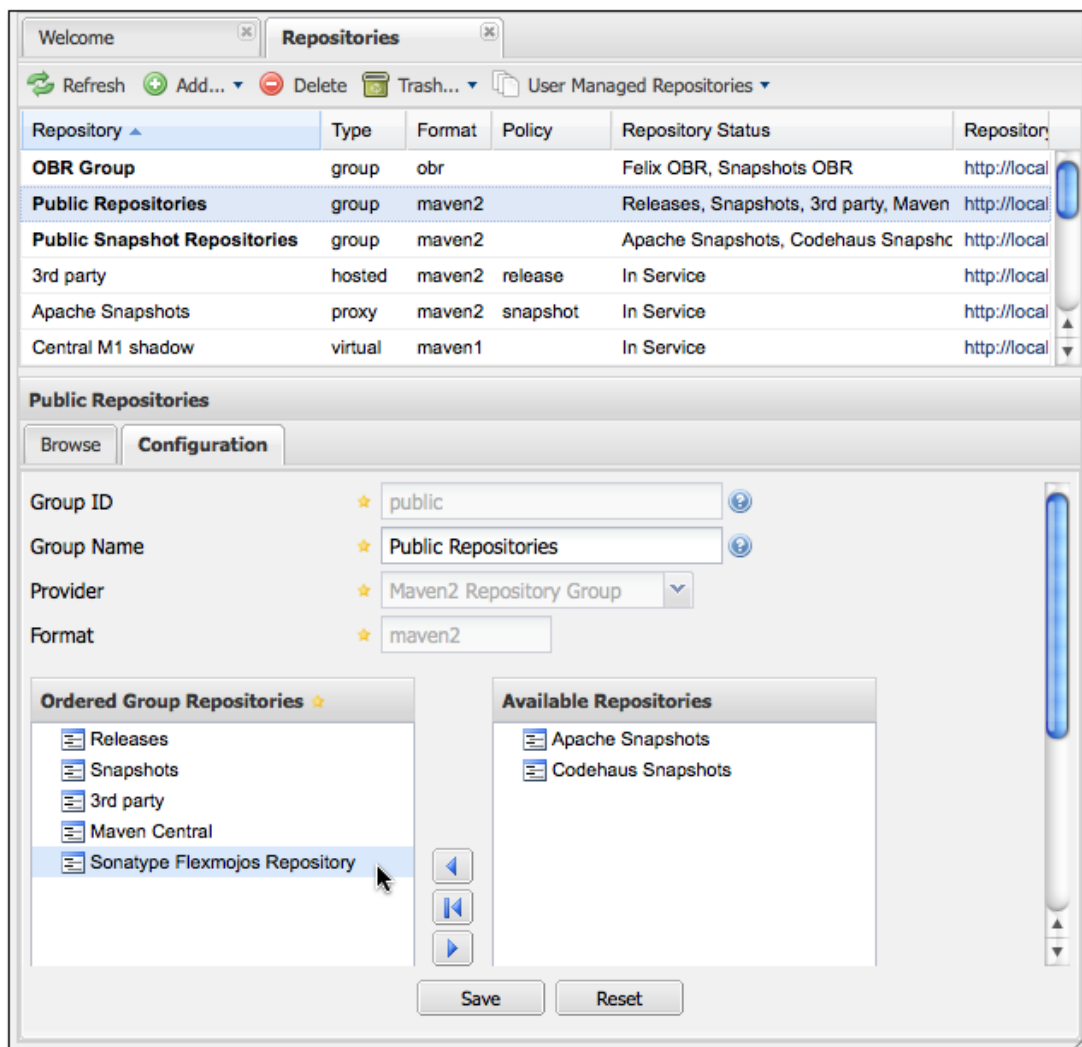 Welcome Repositories
Refresh Add... Delete Trash... User Managed Repositories
Repository Type Format Policy Repository Status Repository
OBR Group group obr Felix OBR, Snapshots OBR http://local
Public Repositories group maven2 Releases, Snapshots, 3rd party, Maven http://local
Public Snapshot Repositories group maven2 Apache Snapshots, Codehaus Snapshc http://local
3rd party hosted maven2 release In Service http://local
Apache Snapshots proxy maven2 snapshot In Service http://local
Central M1 shadow virtual maven1 In Service http://local
Public Repositories
Browse Configuration
Group ID public
Group Name Public Repositories
Provider Maven2 Repository Group
Format maven2
Ordered Group Repositories Available Repositories
Releases Apache Snapshots
Snapshots Codehaus Snapshots
3rd party
Maven Central
Sonatype Flexmojos Repository
Save Reset